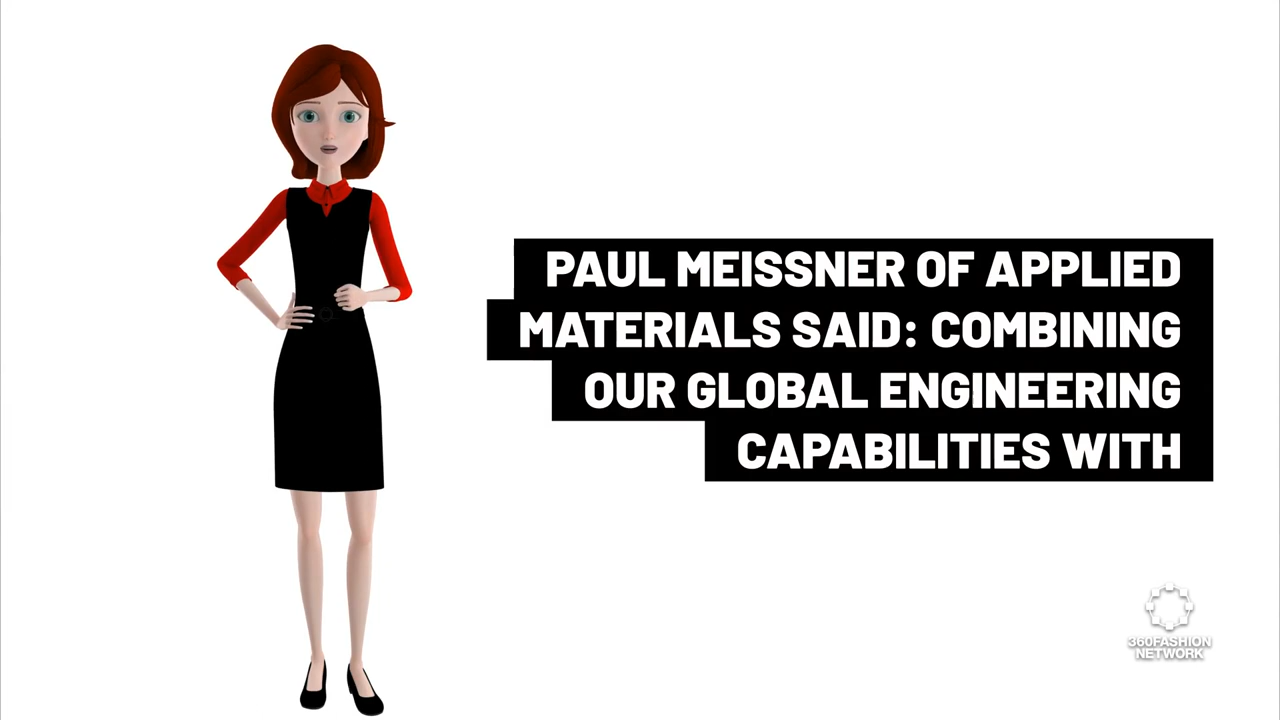 PAUL MEISSNER OF APPLIED
MATERIALS SAID: COMBINING
OUR GLOBAL ENGINEERING
CAPABILITIES WITH
360FASHION
NETWORK